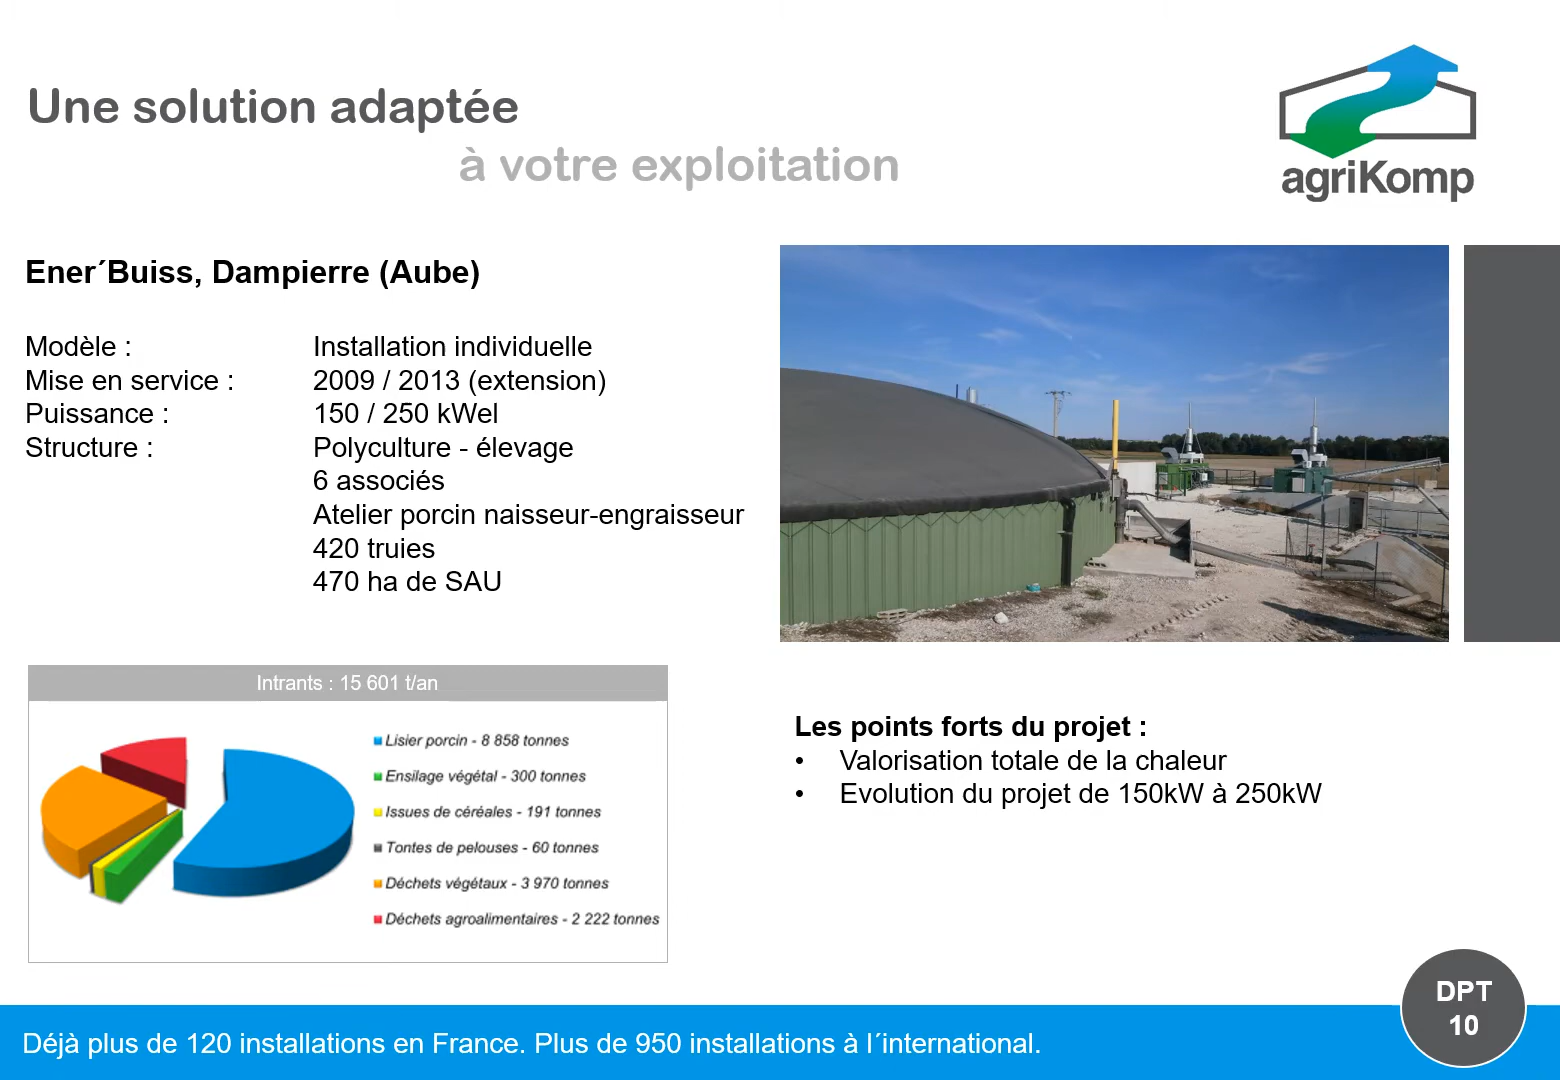 Une solution adaptée
à votre exploitation
agriKomp
Ener´Buiss, Dampierre (Aube)
Modèle : Installation individuelle
Mise en service : 2009 / 2013 (extension)
Puissance : 150 / 250 kWel
Structure : Polyculture - élevage
6 associés
Atelier porcin naisseur-engraisseur
420 truies
470 ha de SAU
Intrants : 15 601 t/an
Lisier porcin - 8 858 tonnes
Ensilage végétal - 300 tonnes
Issues de céréales - 191 tonnes
Tontes de pelouses - 60 tonnes
Déchets végétaux - 3 970 tonnes
Déchets agroalimentaires - 2 222 tonnes
Les points forts du projet :
• Valorisation totale de la chaleur
• Evolution du projet de 150kW à 250kW
DPT
10
Déjà plus de 120 installations en France. Plus de 950 installations à l´international.